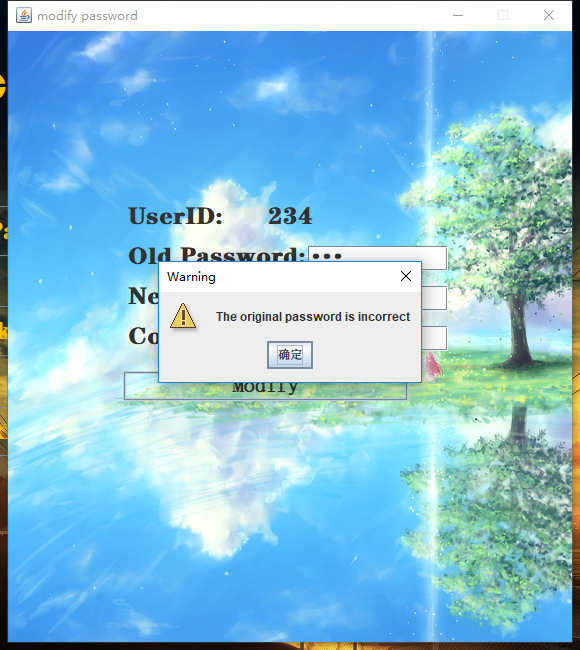 modify password
UserID: 234
Old Password: •••
Warning
The original password is incorrect
确定
Modify